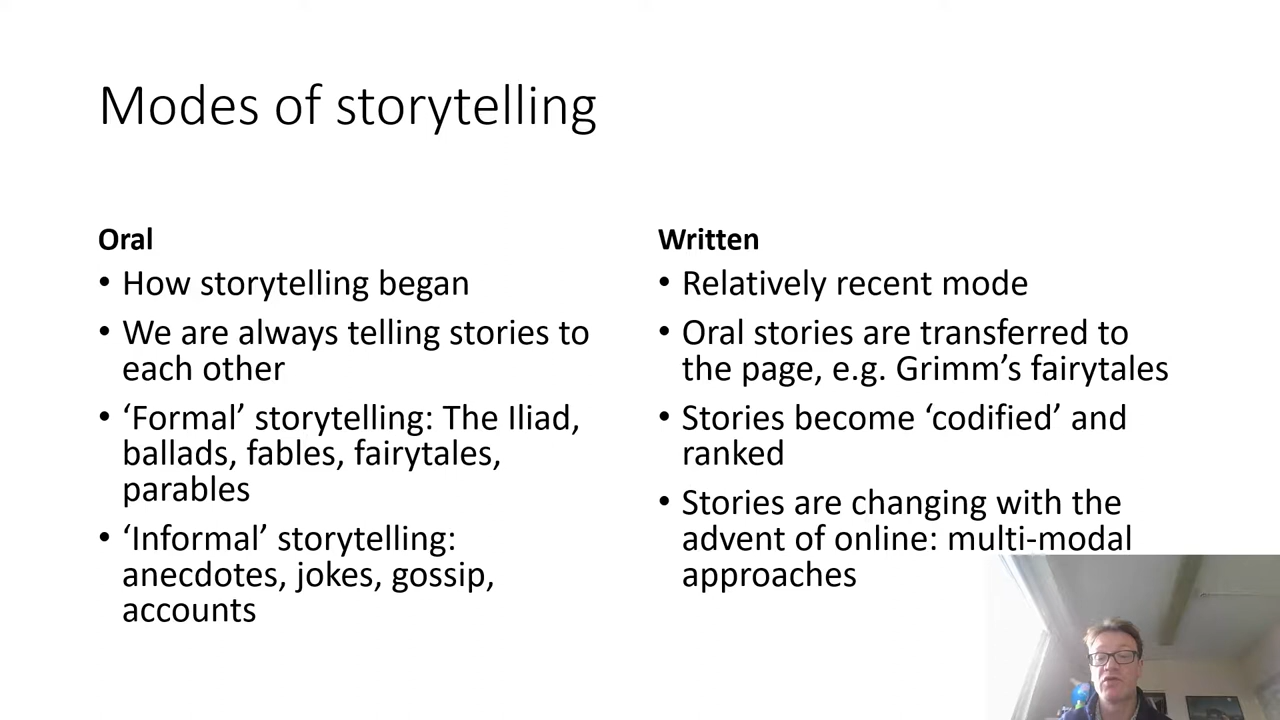 Modes of storytelling
Oral
• How storytelling began
• We are always telling stories to
each other
• ‘Formal’ storytelling: The Iliad,
ballads, fables, fairytales,
parables
• ‘Informal’ storytelling:
anecdotes, jokes, gossip,
accounts
Written
• Relatively recent mode
• Oral stories are transferred to
the page, e.g. Grimm’s fairytales
• Stories become ‘codified’ and
ranked
• Stories are changing with the
advent of online: multi-modal
approaches